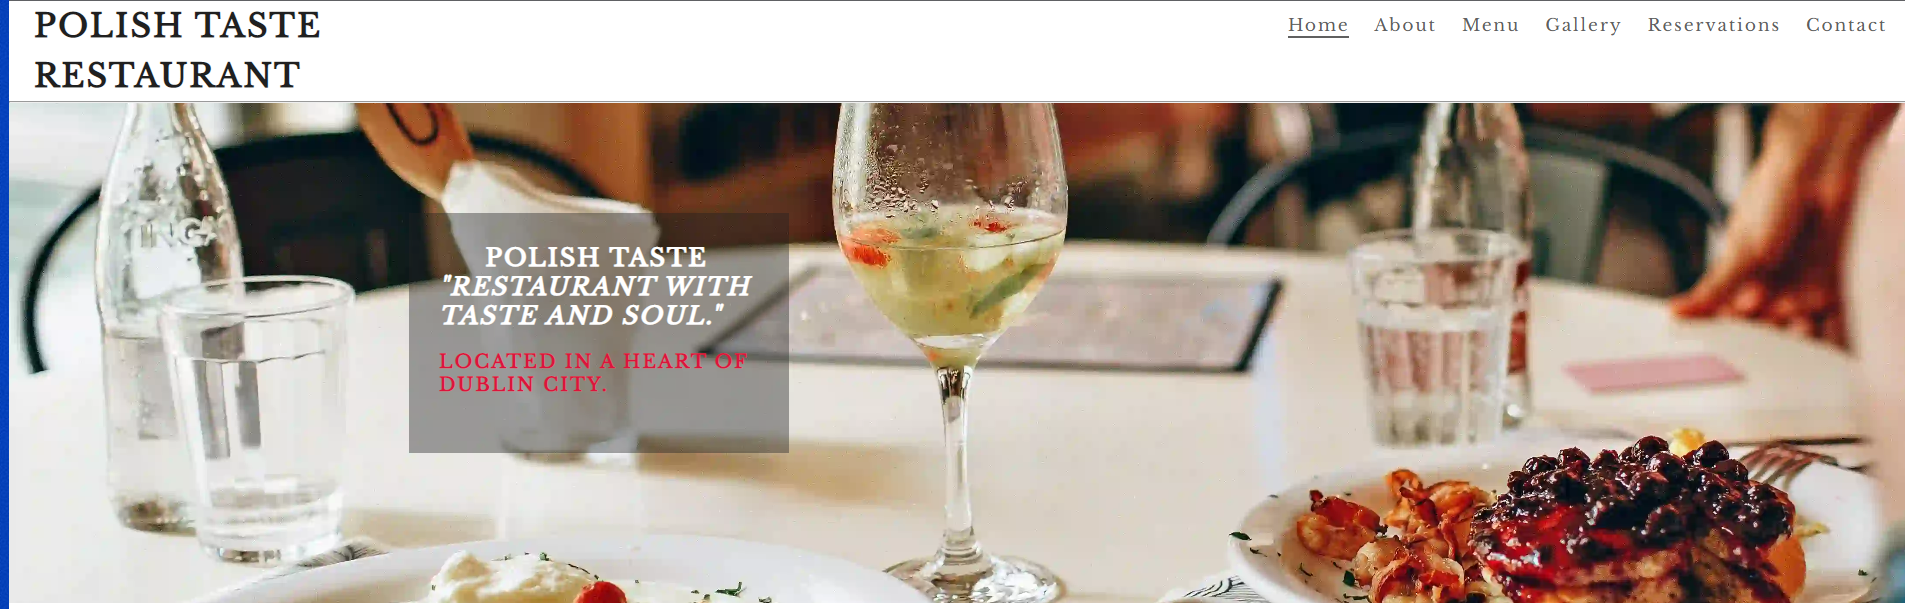 POLISH TASTE
RESTAURANT
Home About Menu Gallery Reservations Contact
POLISH TASTE
"RESTAURANT WITH
TASTE AND SOUL."
LOCATED IN A HEART OF
DUBLIN CITY.